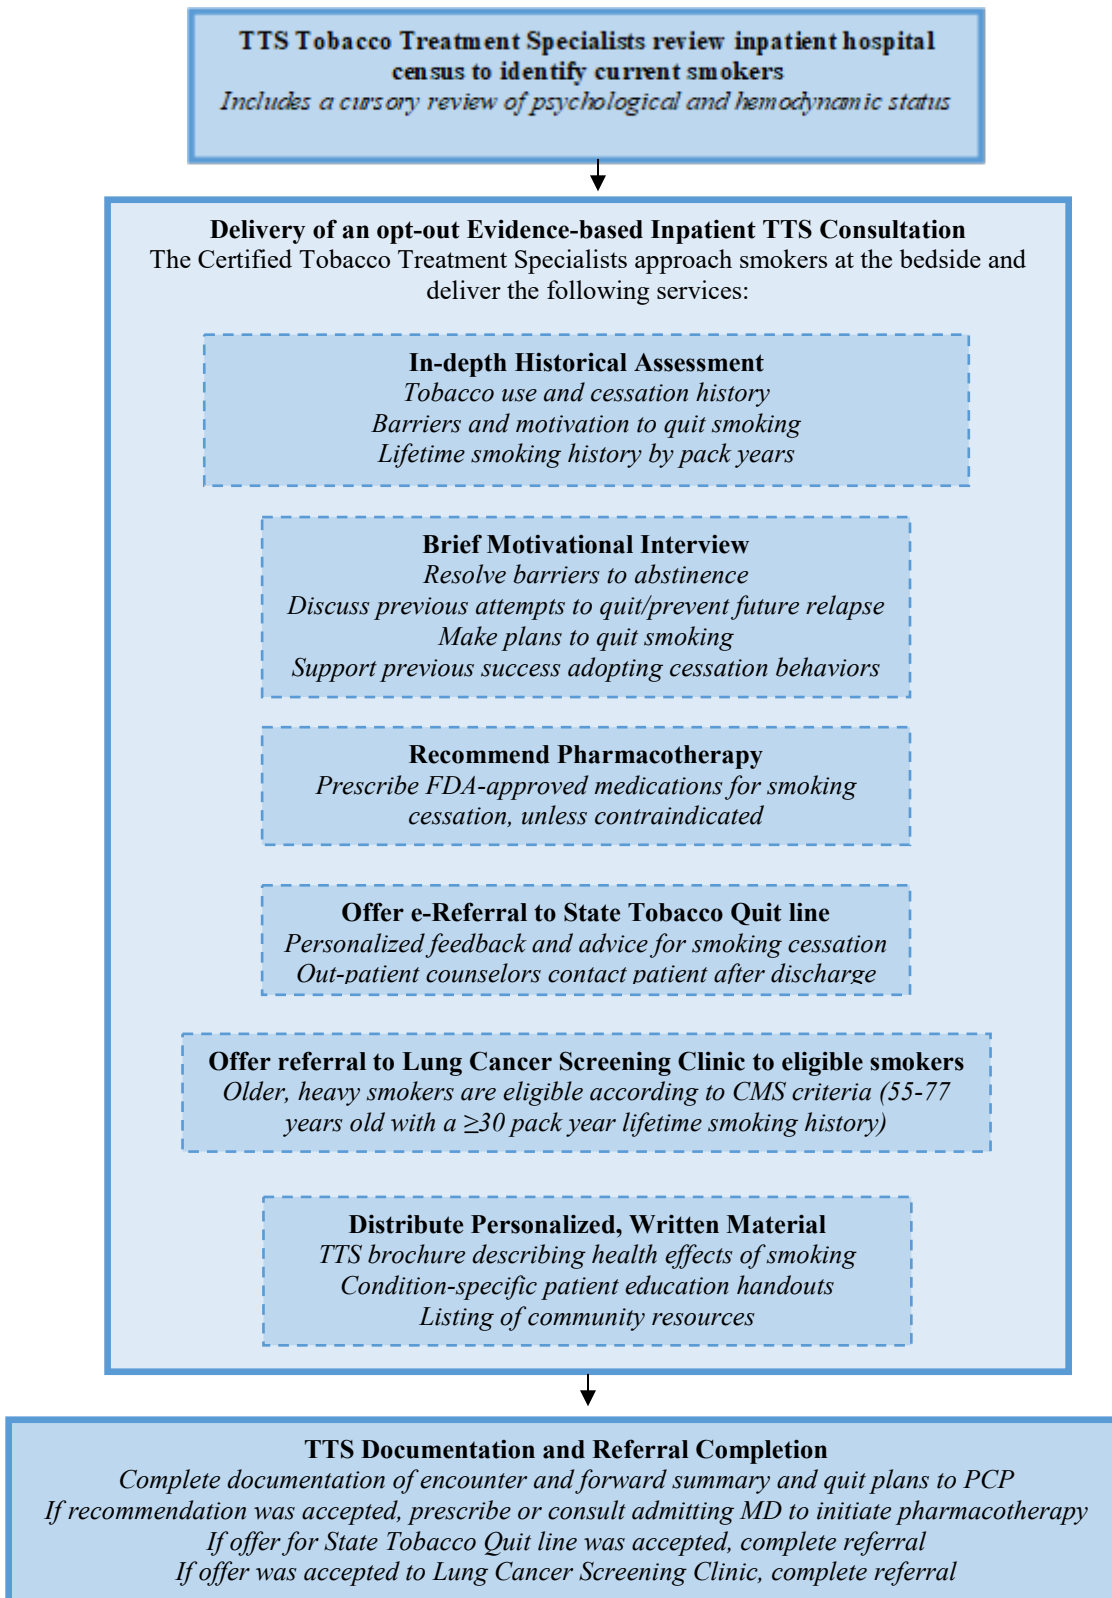 TTS Tobacco Treatment Specialists review inpatient hospital
census to identify current smokers
Includes a cursory review of psychological and hemodynamic status
Delivery of an opt-out Evidence-based Inpatient TTS Consultation
The Certified Tobacco Treatment Specialists approach smokers at the bedside and
deliver the following services:
In-depth Historical Assessment
Tobacco use and cessation history
Barriers and motivation to quit smoking
Lifetime smoking history by pack years
Brief Motivational Interview
Resolve barriers to abstinence
Discuss previous attempts to quit/prevent future relapse
Make plans to quit smoking
Support previous success adopting cessation behaviors
Recommend Pharmacotherapy
Prescribe FDA-approved medications for smoking
cessation, unless contraindicated
Offer e-Referral to State Tobacco Quit line
Personalized feedback and advice for smoking cessation
Out-patient counselors contact patient after discharge
Offer referral to Lung Cancer Screening Clinic to eligible smokers
Older, heavy smokers are eligible according to CMS criteria (55-77
years old with a ≥30 pack year lifetime smoking history)
Distribute Personalized, Written Material
TTS brochure describing health effects of smoking
Condition-specific patient education handouts
Listing of community resources
TTS Documentation and Referral Completion
Complete documentation of encounter and forward summary and quit plans to PCP
If recommendation was accepted, prescribe or consult admitting MD to initiate pharmacotherapy
If offer for State Tobacco Quit line was accepted, complete referral
If offer was accepted to Lung Cancer Screening Clinic, complete referral